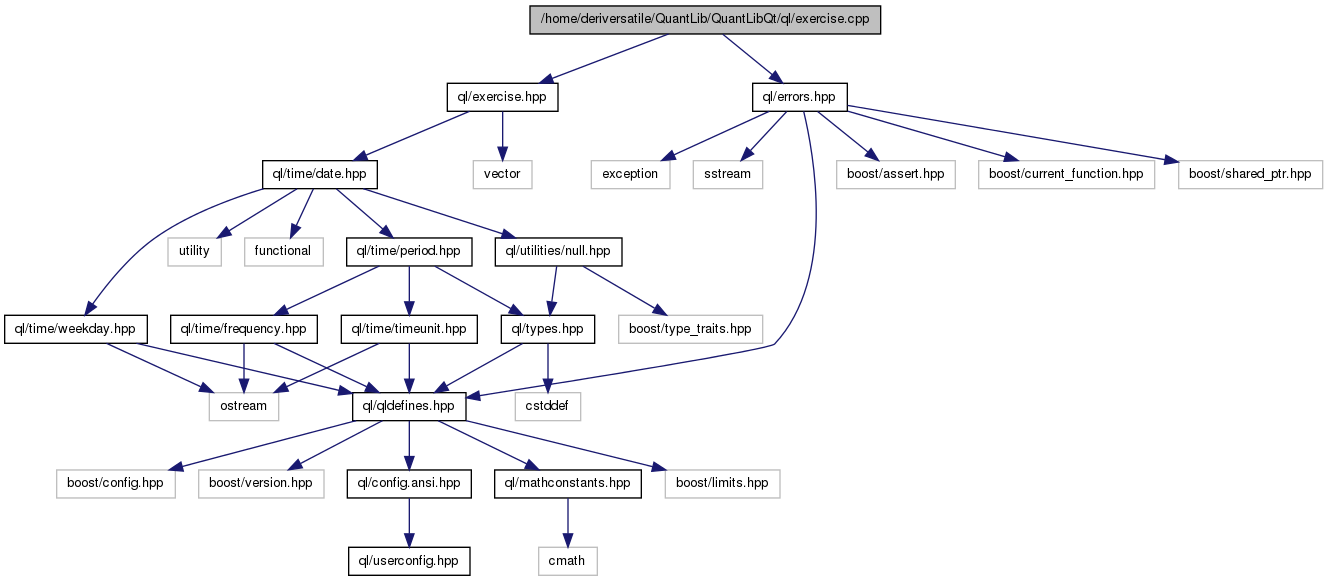 /home/deriversatile/QuantLib/QuantLibQt/ql/exercise.cpp
ql/exercise.hpp
ql/errors.hpp
ql/time/date.hpp
vector
exception
sstream
boost/assert.hpp
boost/current_function.hpp
boost/shared_ptr.hpp
utility
functional
ql/time/period.hpp
ql/utilities/null.hpp
ql/time/weekday.hpp
ql/time/frequency.hpp
ql/time/timeunit.hpp
ql/types.hpp
boost/type_traits.hpp
ostream
ql/qldefines.hpp
cstddef
boost/config.hpp
boost/version.hpp
ql/config.ansi.hpp
ql/mathconstants.hpp
boost/limits.hpp
ql/userconfig.hpp
cmath